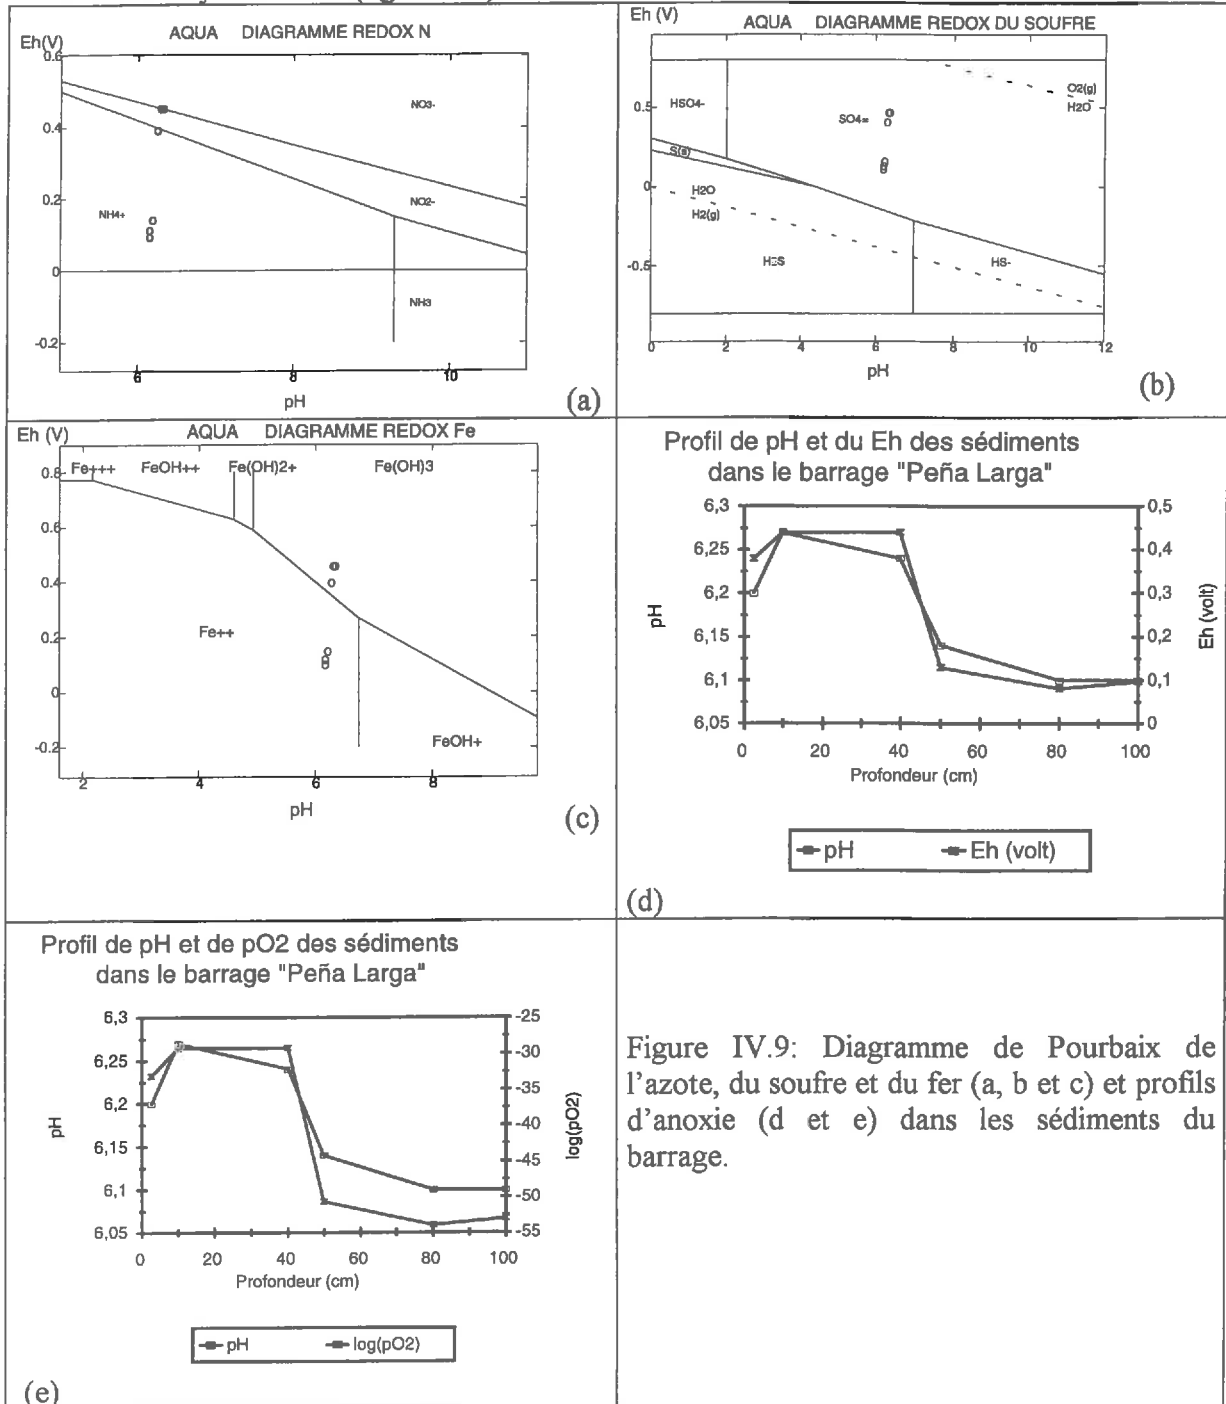 AQUA DIAGRAMME REDOX N
Eh(V)
0.6
0.4
0.2
0
-0.2
NO3-
NO2-
NH4+
NH3
6 8 10
pH
(a)
Eh (V)
AQUA DIAGRAMME REDOX DU SOUFRE
0.5
0
-0.5
HSO4-
SO4=
O2(g)
H2O
S(s)
H2O
H2(g)
HS-
0 2 4 6 8 10 12
pH
(b)
Eh (V)
AQUA DIAGRAMME REDOX Fe
0.8
0.6
0.4
0.2
0
-0.2
Fe+++ FeOH++ Fe(OH)2+ Fe(OH)3
Fe++
FeOH+
2 4 6 8
pH
(c)
Profil de pH et du Eh des sédiments
dans le barrage "Peña Larga"
6,3
6,25
6,2
6,15
6,1
6,05
pH
0,5
0,4
0,3
0,2
0,1
0
Eh (volt)
0 20 40 60 80 100
Profondeur (cm)
pH Eh (volt)
(d)
Profil de pH et de pO2 des sédiments
dans le barrage "Peña Larga"
6,3
6,25
6,2
6,15
6,1
6,05
pH
-25
-30
-35
-40
-45
-50
-55
log(pO2)
0 20 40 60 80 100
Profondeur (cm)
pH log(pO2)
(e)
Figure IV.9: Diagramme de Pourbaix de
l'azote, du soufre et du fer (a, b et c) et profils
d'anoxie (d et e) dans les sédiments du
barrage.